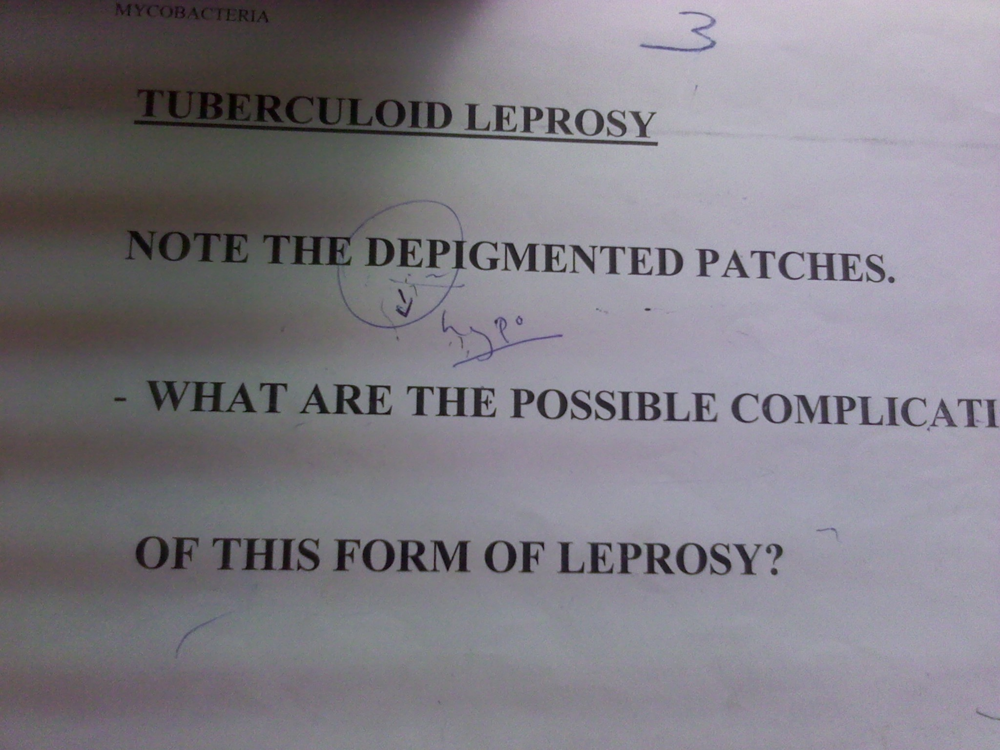 MYCOBACTERIA
3
TUBERCULOID LEPROSY
NOTE THE DEPIGMENTED PATCHES.
hypo
- WHAT ARE THE POSSIBLE COMPLICATI
OF THIS FORM OF LEPROSY?